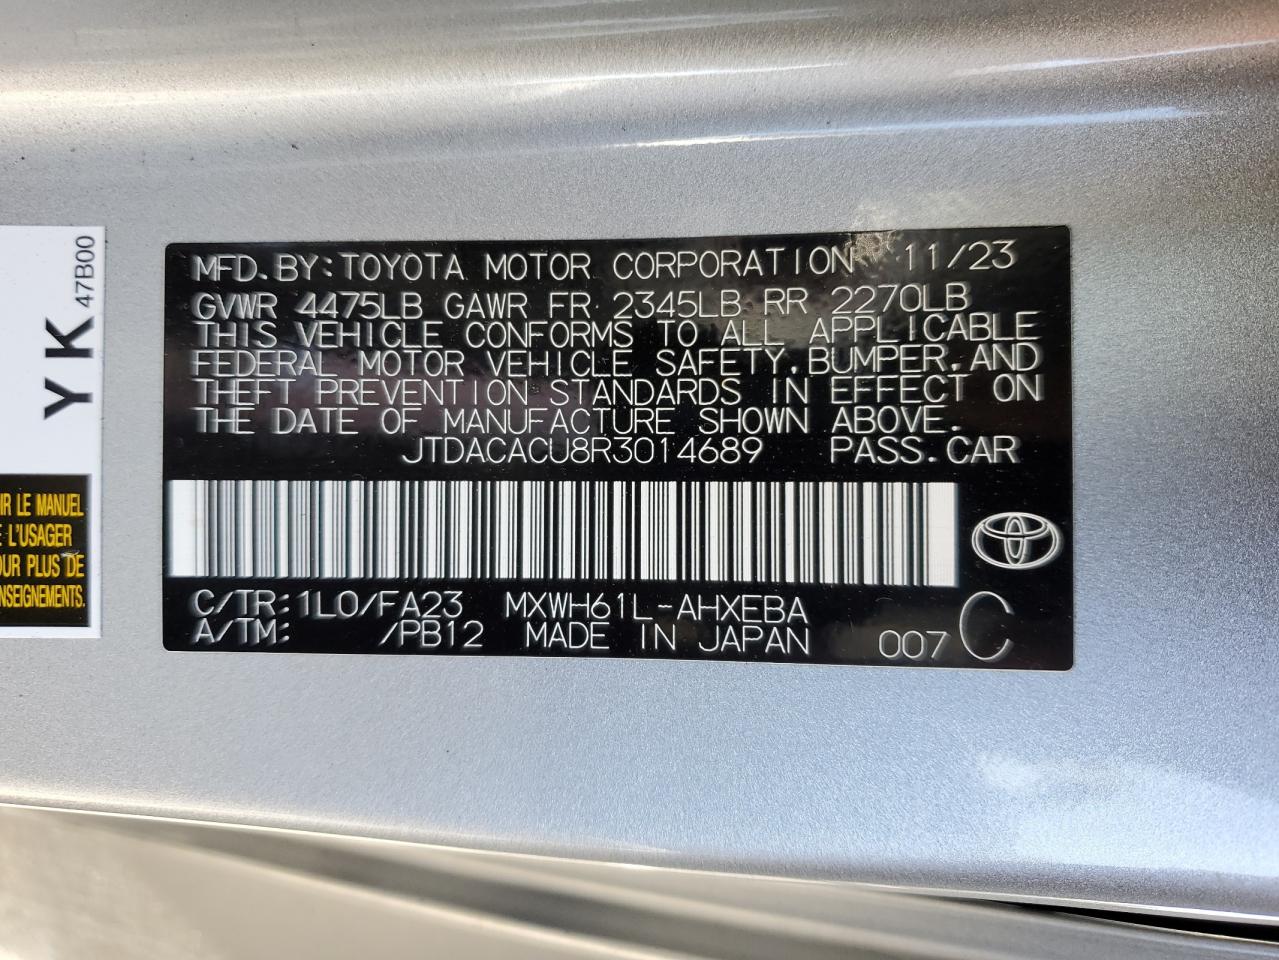 MFD.BY:TOYOTA MOTOR CORPORATION 11/23
GVWR 4475LB GAWR FR 2345LB RR 2270LB
THIS VEHICLE CONFORMS TO ALL APPLICABLE
FEDERAL MOTOR VEHICLE SAFETY,BUMPER,AND
THEFT PREVENTION STANDARDS IN EFFECT ON
THE DATE OF MANUFACTURE SHOWN ABOVE.
JTDACACU8R3014689 PASS.CAR
C/TR:1L0/FA23 MXWH61L-AHXEBA
A/TM: /PB12 MADE IN JAPAN 007 C
YK 47B00
IR LE MANUEL
E L'USAGER
OUR PLUS DE
NSEIGNEMENTS.